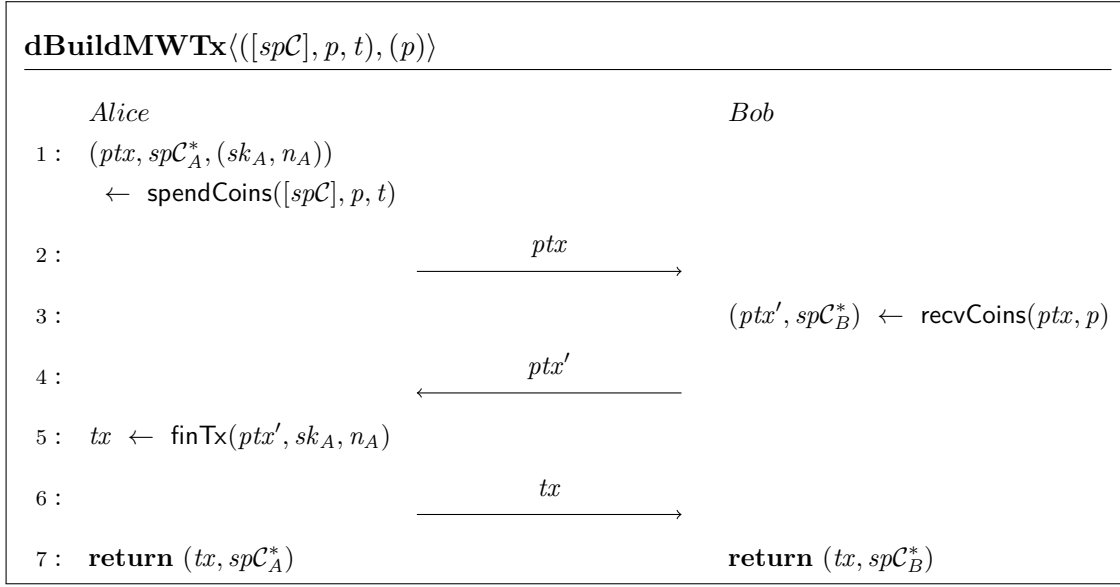 dBuildMWTx⟨([spC], p, t), (p)⟩
Alice Bob
1 : (ptx, spC*_A, (sk_A, n_A))
← spendCoins([spC], p, t)
2 : ptx
3 : (ptx′, spC*_B) ← recvCoins(ptx, p)
4 : ptx′
5 : tx ← finTx(ptx′, sk_A, n_A)
6 : tx
7 : return (tx, spC*_A) return (tx, spC*_B)